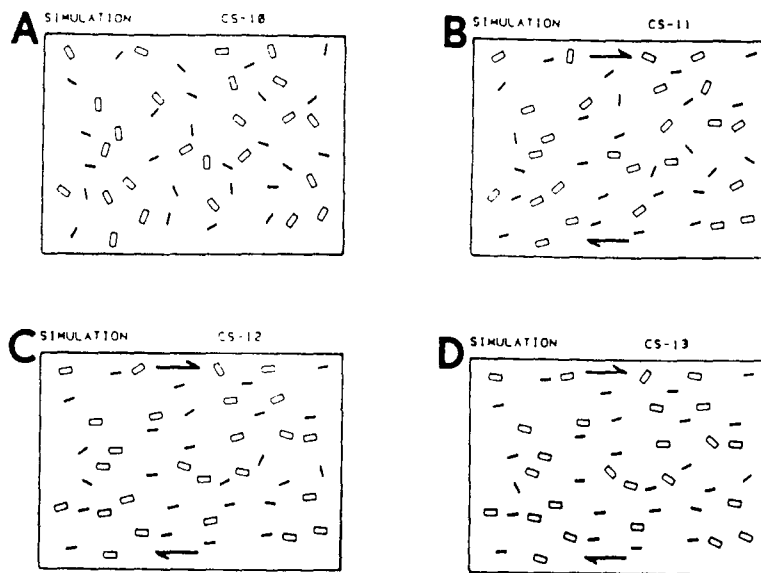 A SIMULATION CS-10
B SIMULATION CS-11
C SIMULATION CS-12
D SIMULATION CS-13